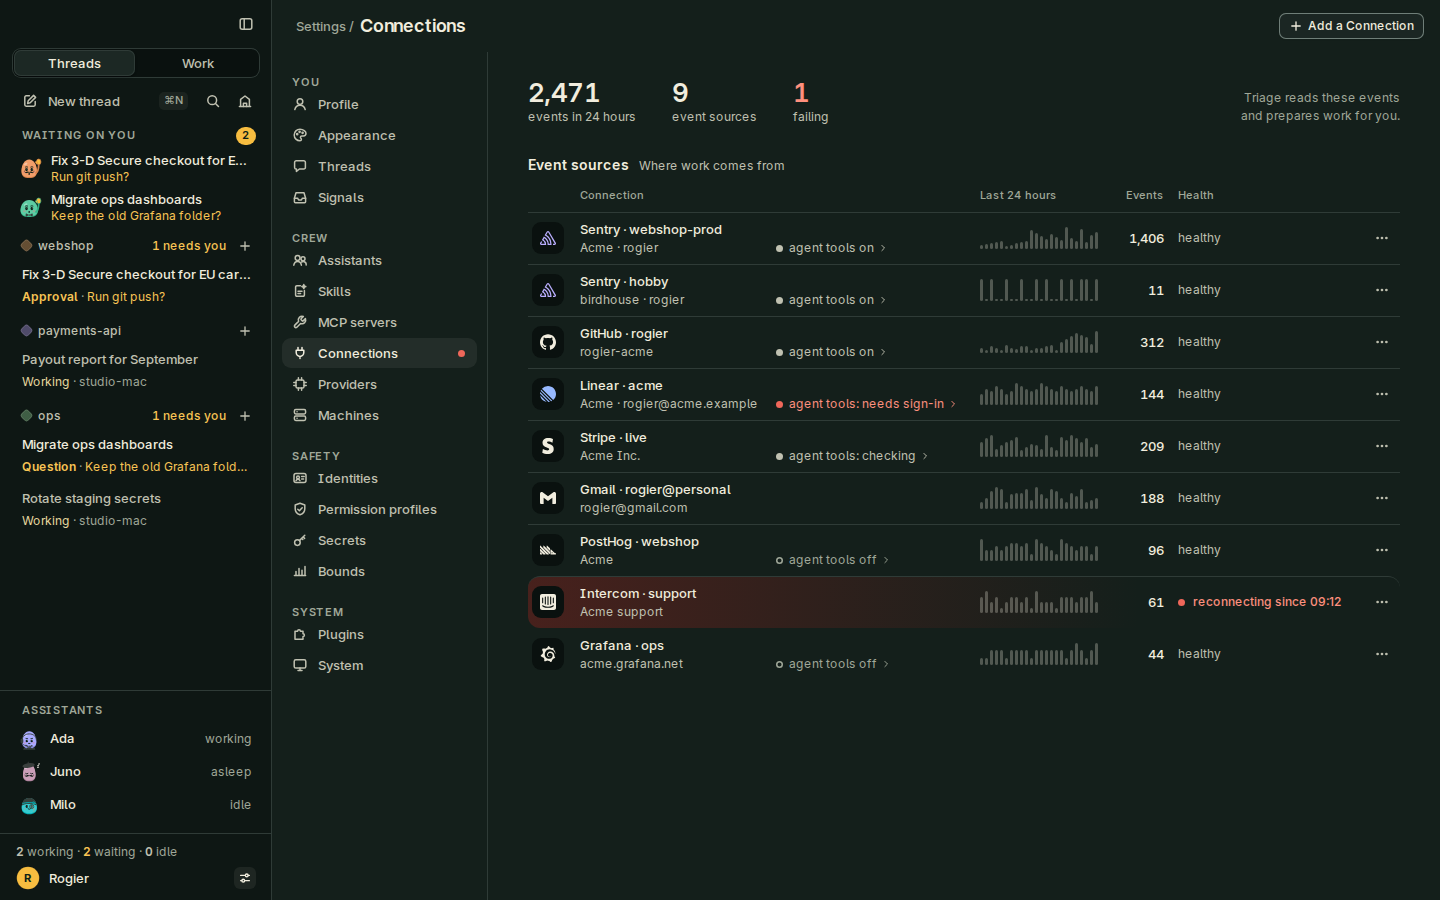 Threads
Work
New thread
⌘N
WAITING ON YOU
2
Fix 3-D Secure checkout for E...
Run git push?
Migrate ops dashboards
Keep the old Grafana folder?
webshop
1 needs you
Fix 3-D Secure checkout for EU car...
Approval · Run git push?
payments-api
Payout report for September
Working · studio-mac
ops
1 needs you
Migrate ops dashboards
Question · Keep the old Grafana fold...
Rotate staging secrets
Working · studio-mac
ASSISTANTS
Ada
working
Juno
asleep
Milo
idle
2 working · 2 waiting · 0 idle
R
Rogier
Settings / Connections
Add a Connection
YOU
Profile
Appearance
Threads
Signals
CREW
Assistants
Skills
MCP servers
Connections
Providers
Machines
SAFETY
Identities
Permission profiles
Secrets
Bounds
SYSTEM
Plugins
System
2,471
events in 24 hours
9
event sources
1
failing
Triage reads these events
and prepares work for you.
Event sources
Where work comes from
Connection
Last 24 hours
Events
Health
Sentry · webshop-prod
Acme · rogier
agent tools on
1,406
healthy
Sentry · hobby
birdhouse · rogier
agent tools on
11
healthy
GitHub · rogier
rogier-acme
agent tools on
312
healthy
Linear · acme
Acme · rogier@acme.example
agent tools: needs sign-in
144
healthy
Stripe · live
Acme Inc.
agent tools: checking
209
healthy
Gmail · rogier@personal
rogier@gmail.com
188
healthy
PostHog · webshop
Acme
agent tools off
96
healthy
Intercom · support
Acme support
61
reconnecting since 09:12
Grafana · ops
acme.grafana.net
agent tools off
44
healthy